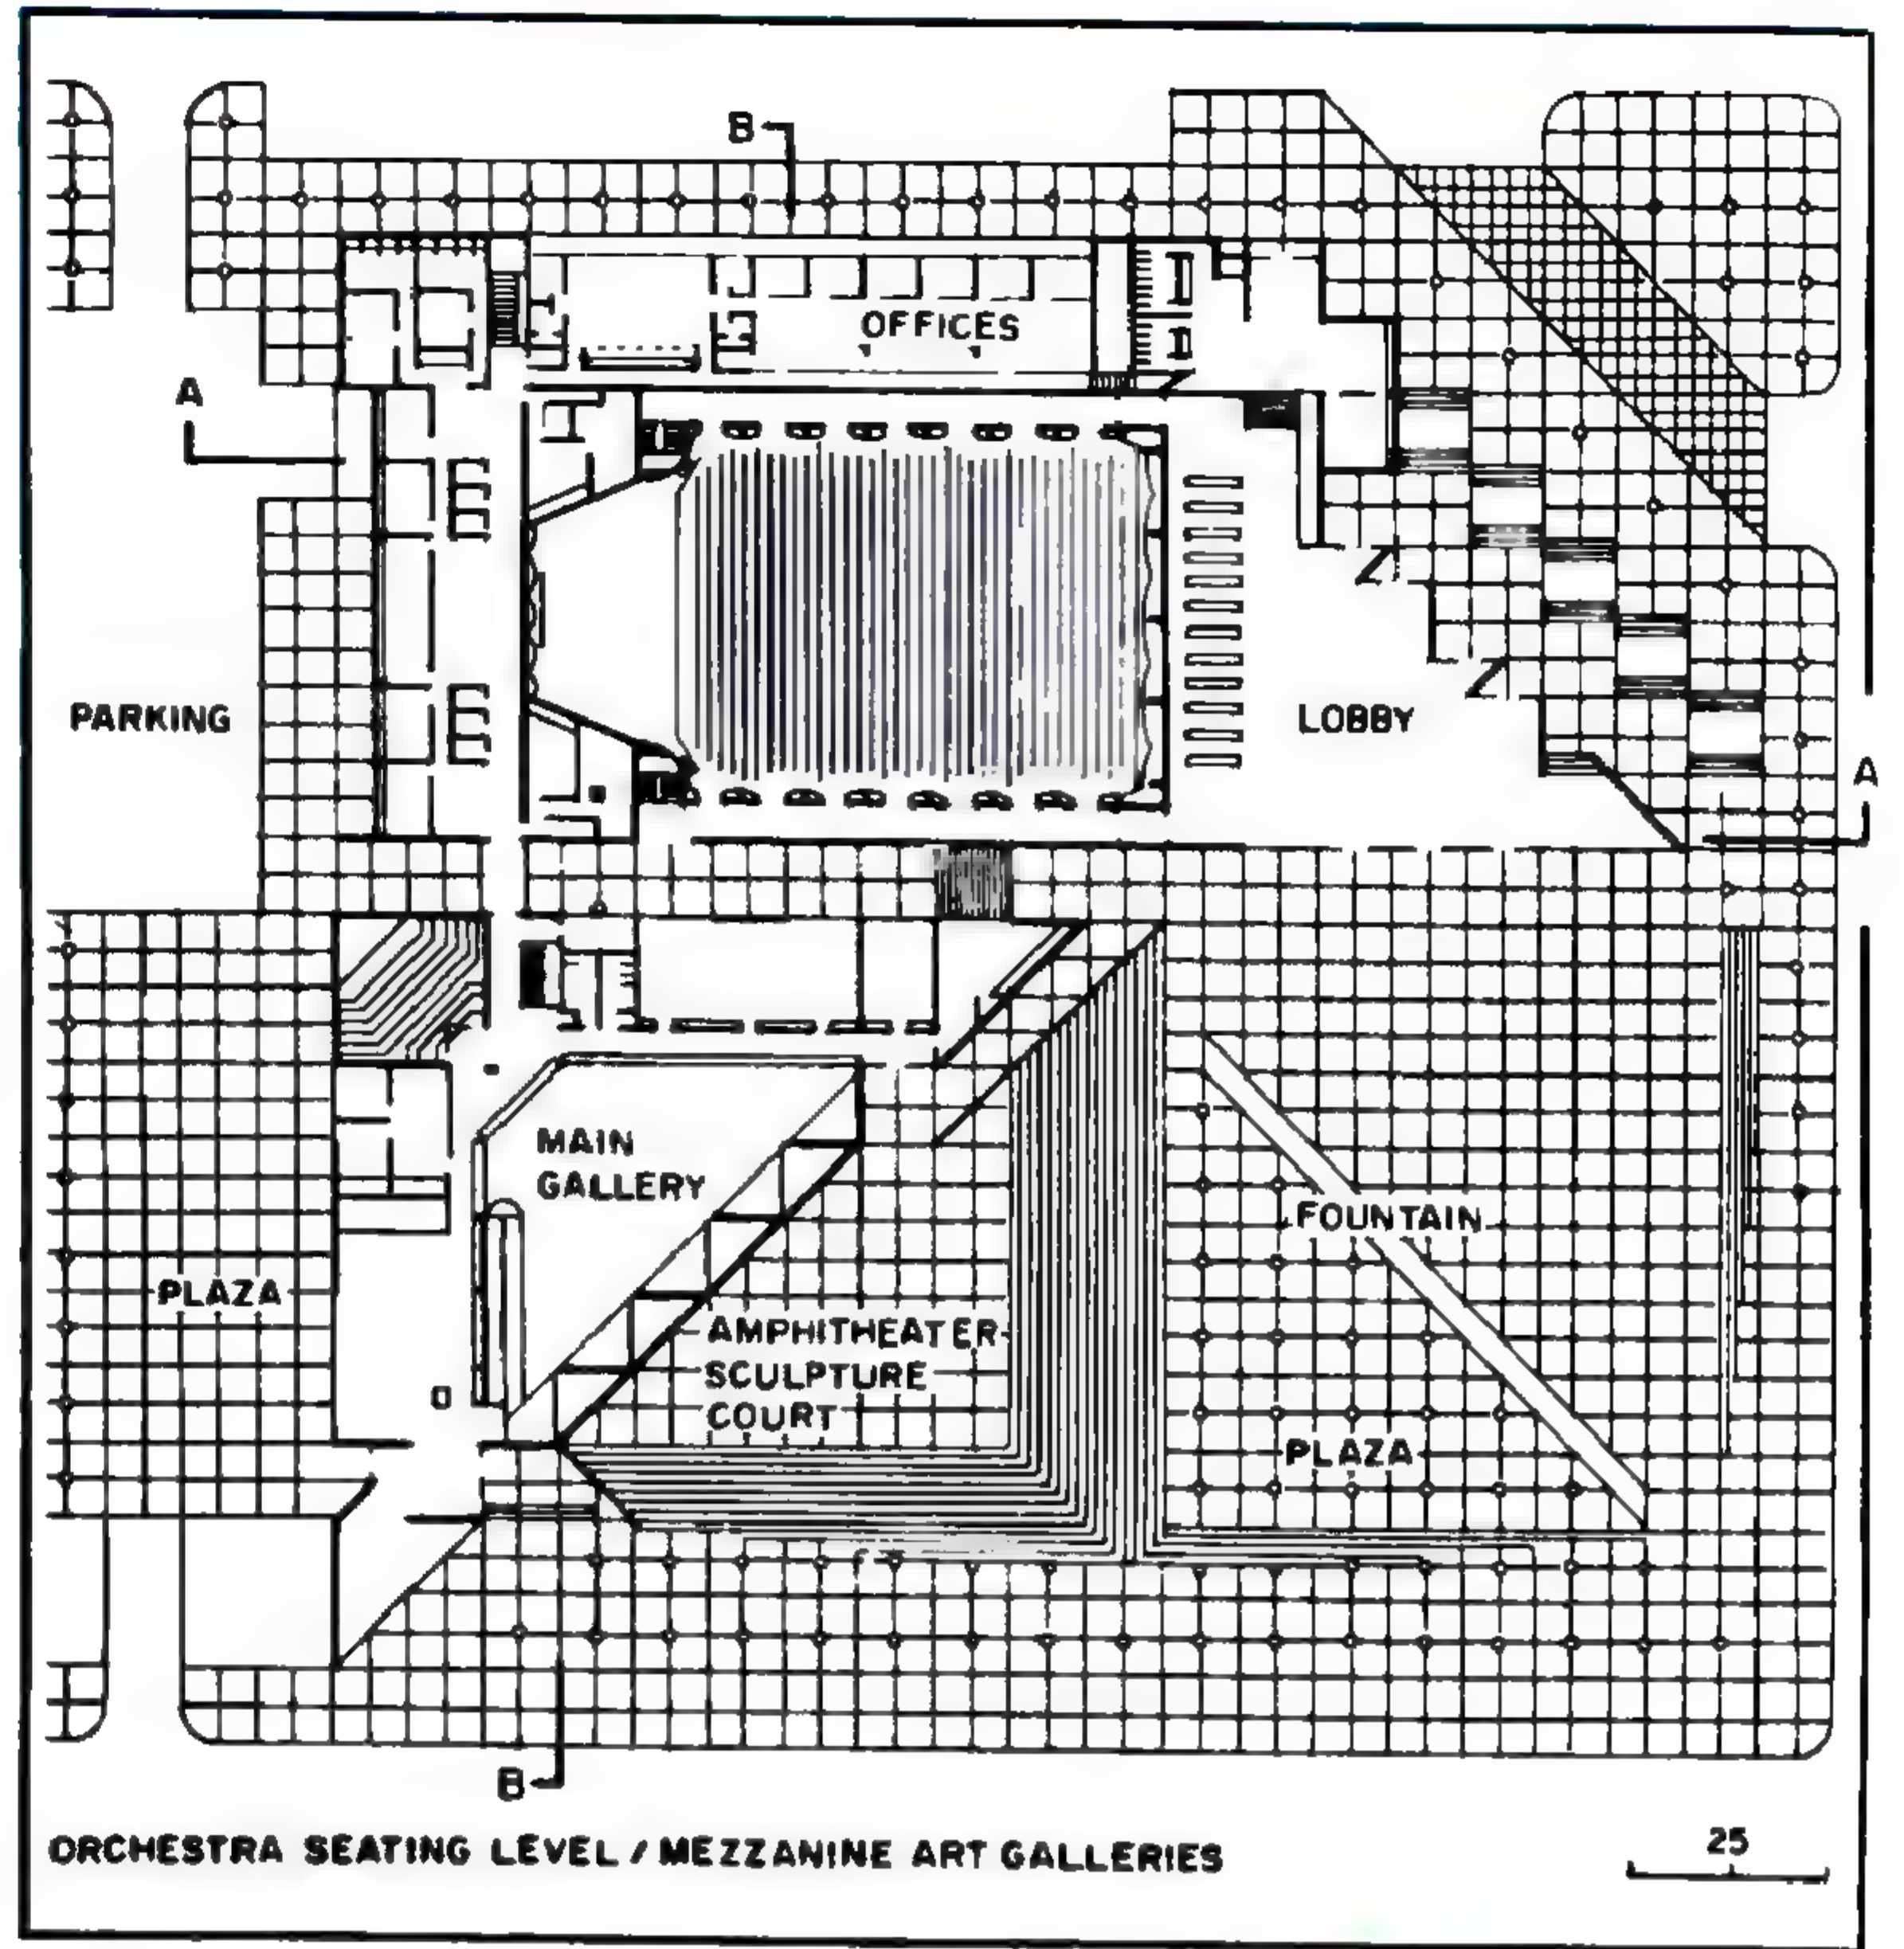 B
OFFICES
A
PARKING
LOBBY
A
MAIN
GALLERY
FOUNTAIN
PLAZA
AMPHITHEATER
SCULPTURE
COURT
PLAZA
B
ORCHESTRA SEATING LEVEL / MEZZANINE ART GALLERIES
25